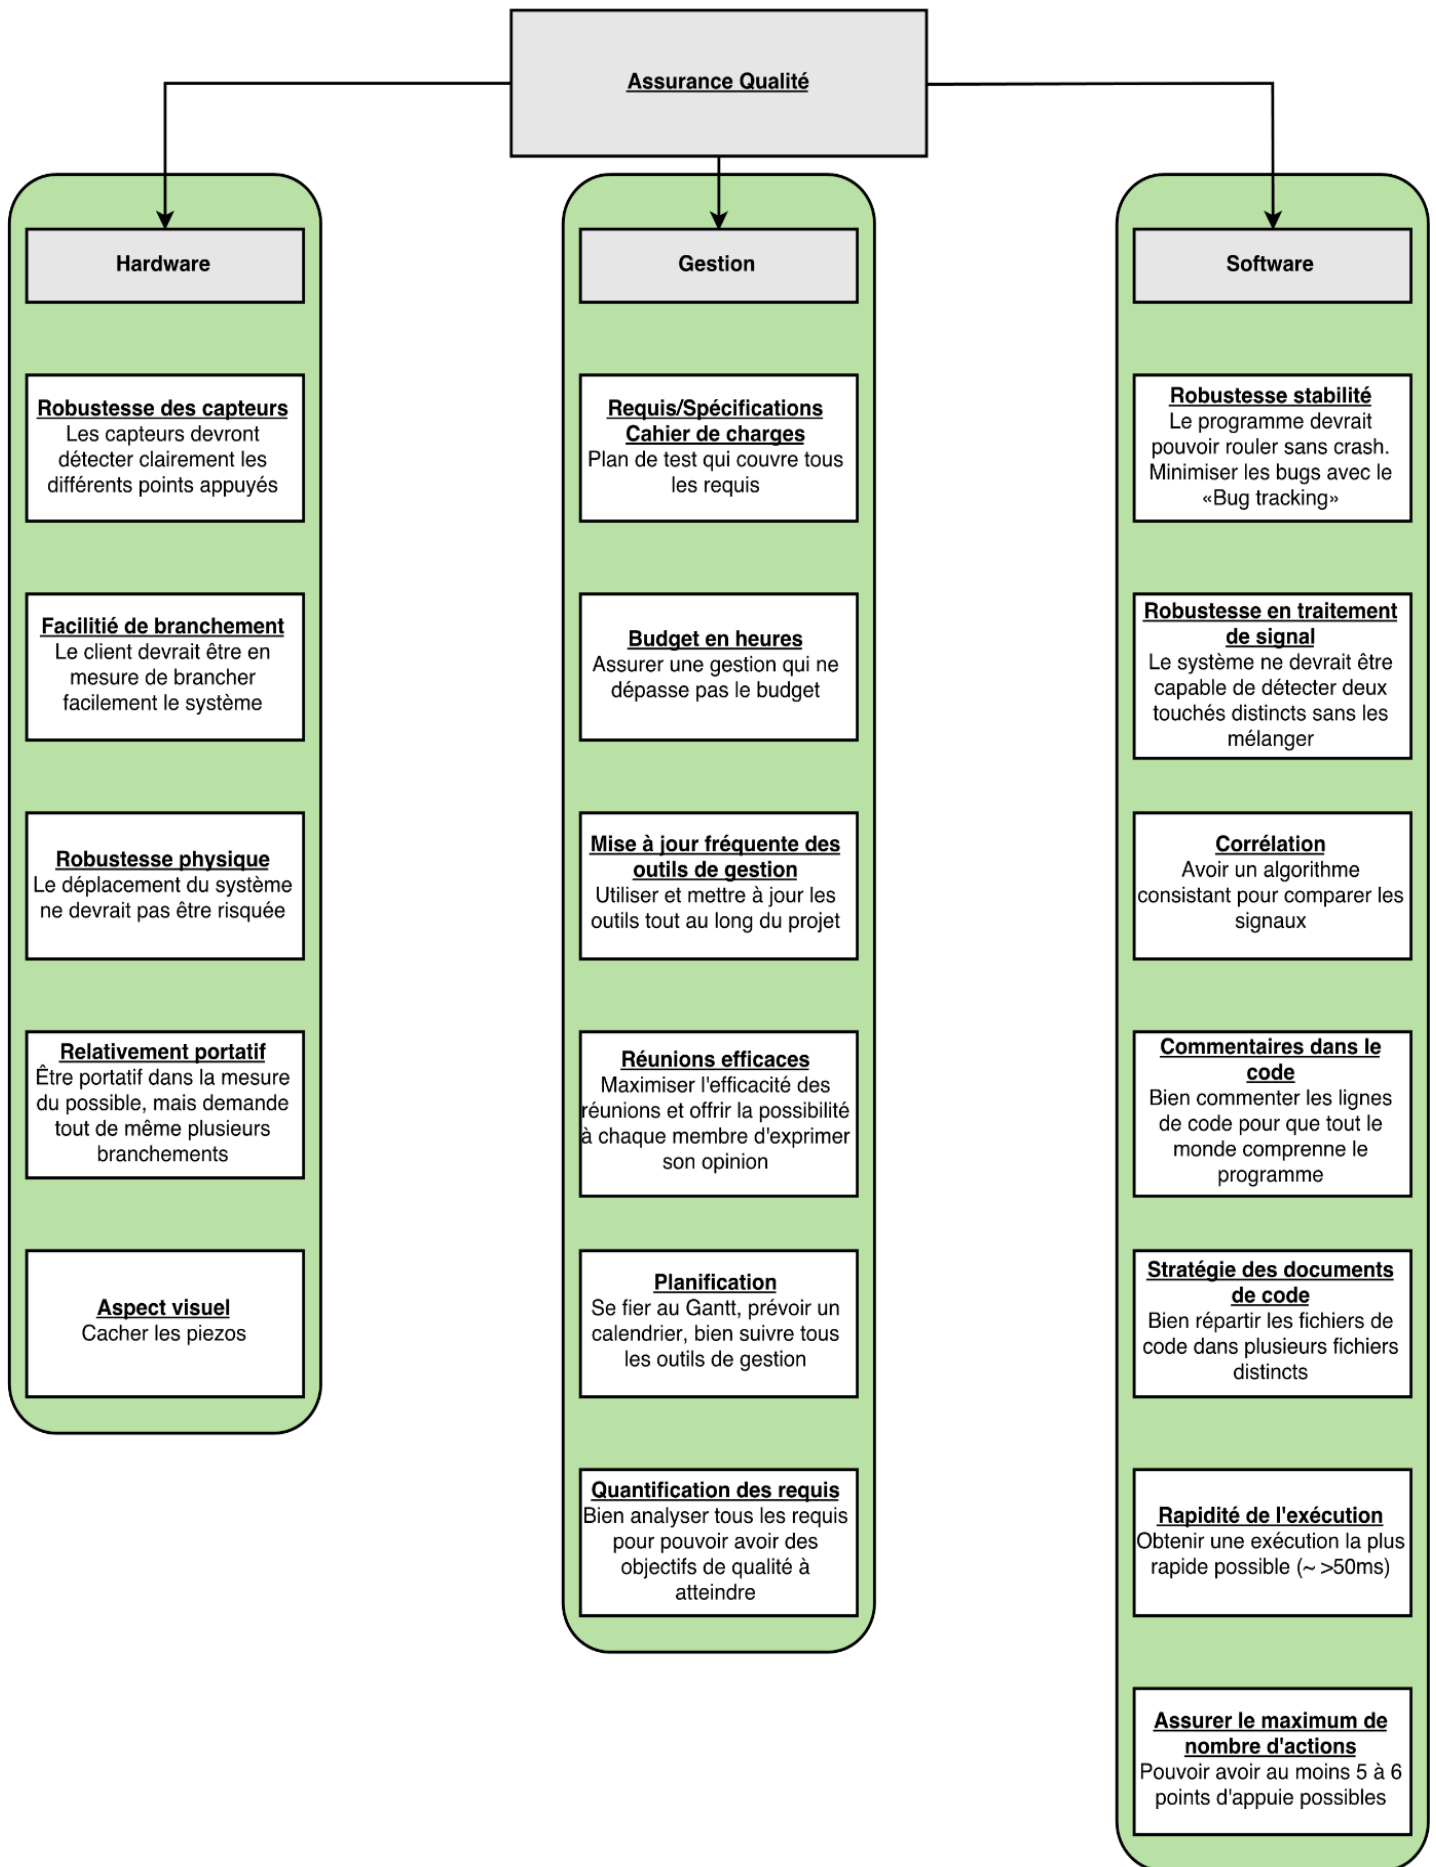 Assurance Qualité
Hardware
Robustesse des capteurs
Les capteurs devront
détecter clairement les
différents points appuyés
Facilitié de branchement
Le client devrait être en
mesure de brancher
facilement le système
Robustesse physique
Le déplacement du système
ne devrait pas être risquée
Relativement portatif
Être portatif dans la mesure
du possible, mais demande
tout de même plusieurs
branchements
Aspect visuel
Cacher les piezos
Gestion
Requis/Spécifications
Cahier de charges
Plan de test qui couvre tous
les requis
Budget en heures
Assurer une gestion qui ne
dépasse pas le budget
Mise à jour fréquente des
outils de gestion
Utiliser et mettre à jour les
outils tout au long du projet
Réunions efficaces
Maximiser l'efficacité des
réunions et offrir la possibilité
à chaque membre d'exprimer
son opinion
Planification
Se fier au Gantt, prévoir un
calendrier, bien suivre tous
les outils de gestion
Quantification des requis
Bien analyser tous les requis
pour pouvoir avoir des
objectifs de qualité à
atteindre
Software
Robustesse stabilité
Le programme devrait
pouvoir rouler sans crash.
Minimiser les bugs avec le
«Bug tracking»
Robustesse en traitement
de signal
Le système ne devrait être
capable de détecter deux
touchés distincts sans les
mélanger
Corrélation
Avoir un algorithme
consistant pour comparer les
signaux
Commentaires dans le
code
Bien commenter les lignes
de code pour que tout le
monde comprenne le
programme
Stratégie des documents
de code
Bien répartir les fichiers de
code dans plusieurs fichiers
distincts
Rapidité de l'exécution
Obtenir une exécution la plus
rapide possible (~ >50ms)
Assurer le maximum de
nombre d'actions
Pouvoir avoir au moins 5 à 6
points d'appuie possibles